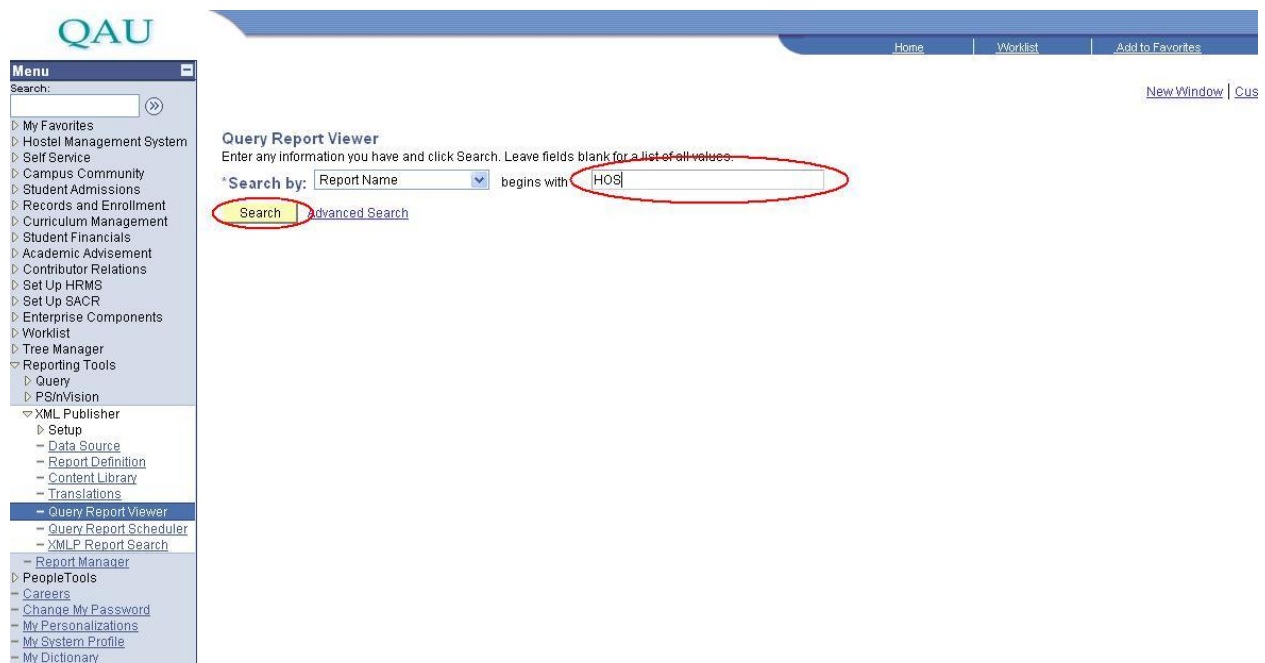 QAU
Home
Worklist
Add to Favorites
Menu
Search:
New Window | Cus
My Favorites
Hostel Management System
Self Service
Campus Community
Student Admissions
Records and Enrollment
Curriculum Management
Student Financials
Academic Advisement
Contributor Relations
Set Up HRMS
Set Up SACR
Enterprise Components
Worklist
Tree Manager
Reporting Tools
Query
PS/nVision
XML Publisher
Setup
Data Source
Report Definition
Content Library
Translations
Query Report Viewer
Query Report Scheduler
XMLP Report Search
Report Manager
PeopleTools
Careers
Change My Password
My Personalizations
My System Profile
My Dictionary
Query Report Viewer
Enter any information you have and click Search. Leave fields blank for a list of all values.
*Search by: Report Name begins with HOS
Search Advanced Search